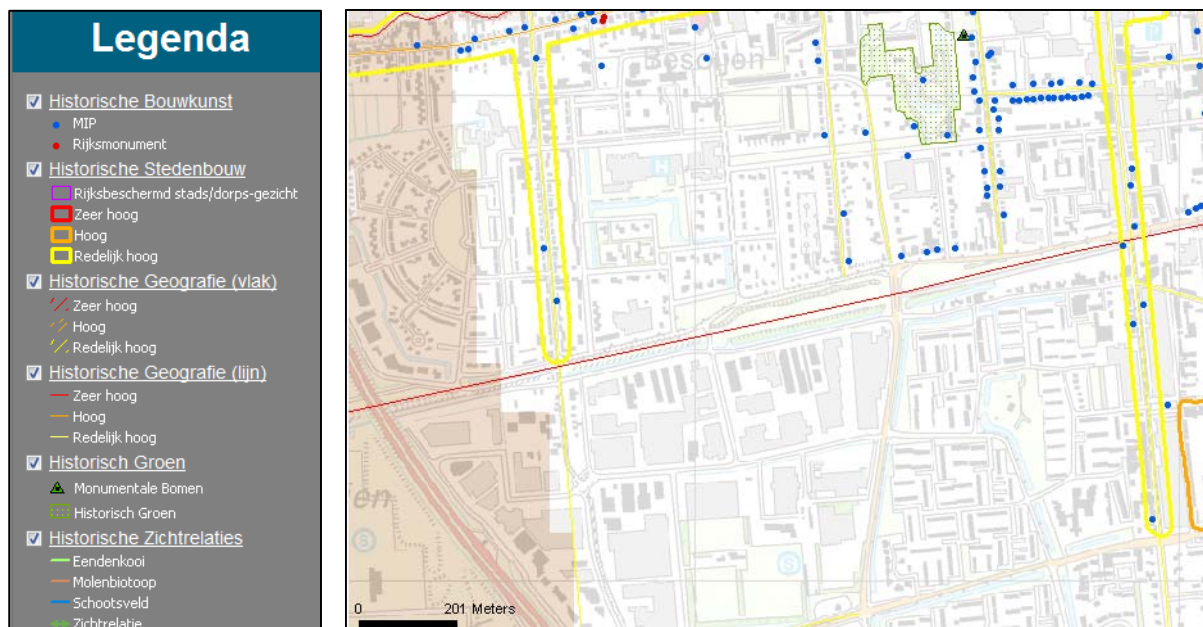 Legenda
Historische Bouwkunst
MIP
Rijksmonument
Historische Stedenbouw
Rijksbeschermd stads/dorps-gezicht
Zeer hoog
Hoog
Redelijk hoog
Historische Geografie (vlak)
Zeer hoog
Hoog
Redelijk hoog
Historische Geografie (lijn)
Zeer hoog
Hoog
Redelijk hoog
Historisch Groen
Monumentale Bomen
Historisch Groen
Historische Zichtrelaties
Eendenkooi
Molenbiotoop
Schootsveld
Zichtrelatie
H
P
en
S
S
0 201 Meters